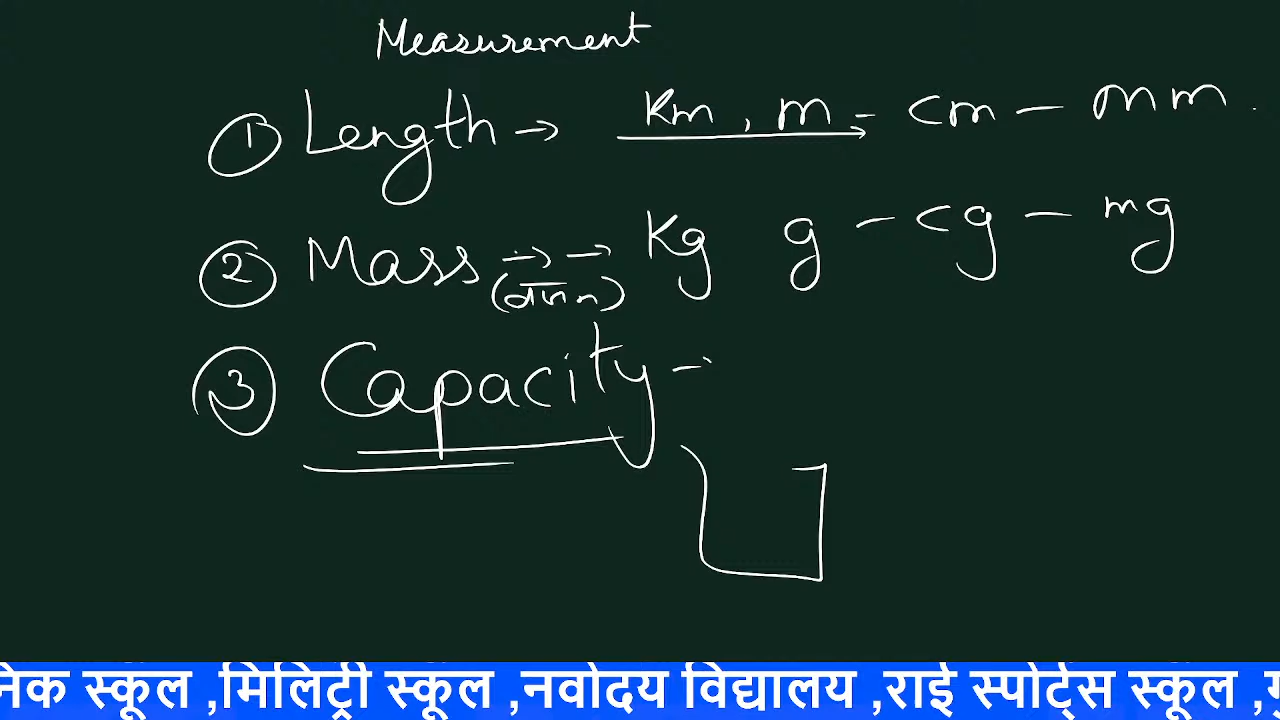 Measurement
① Length → Km, m - cm - mm.
② Mass → → Kg g - cg - mg
③ Capacity -
निक स्कूल ,मिलिट्री स्कूल ,नवोदय विद्यालय ,राई स्पोर्ट्स स्कूल ,गु